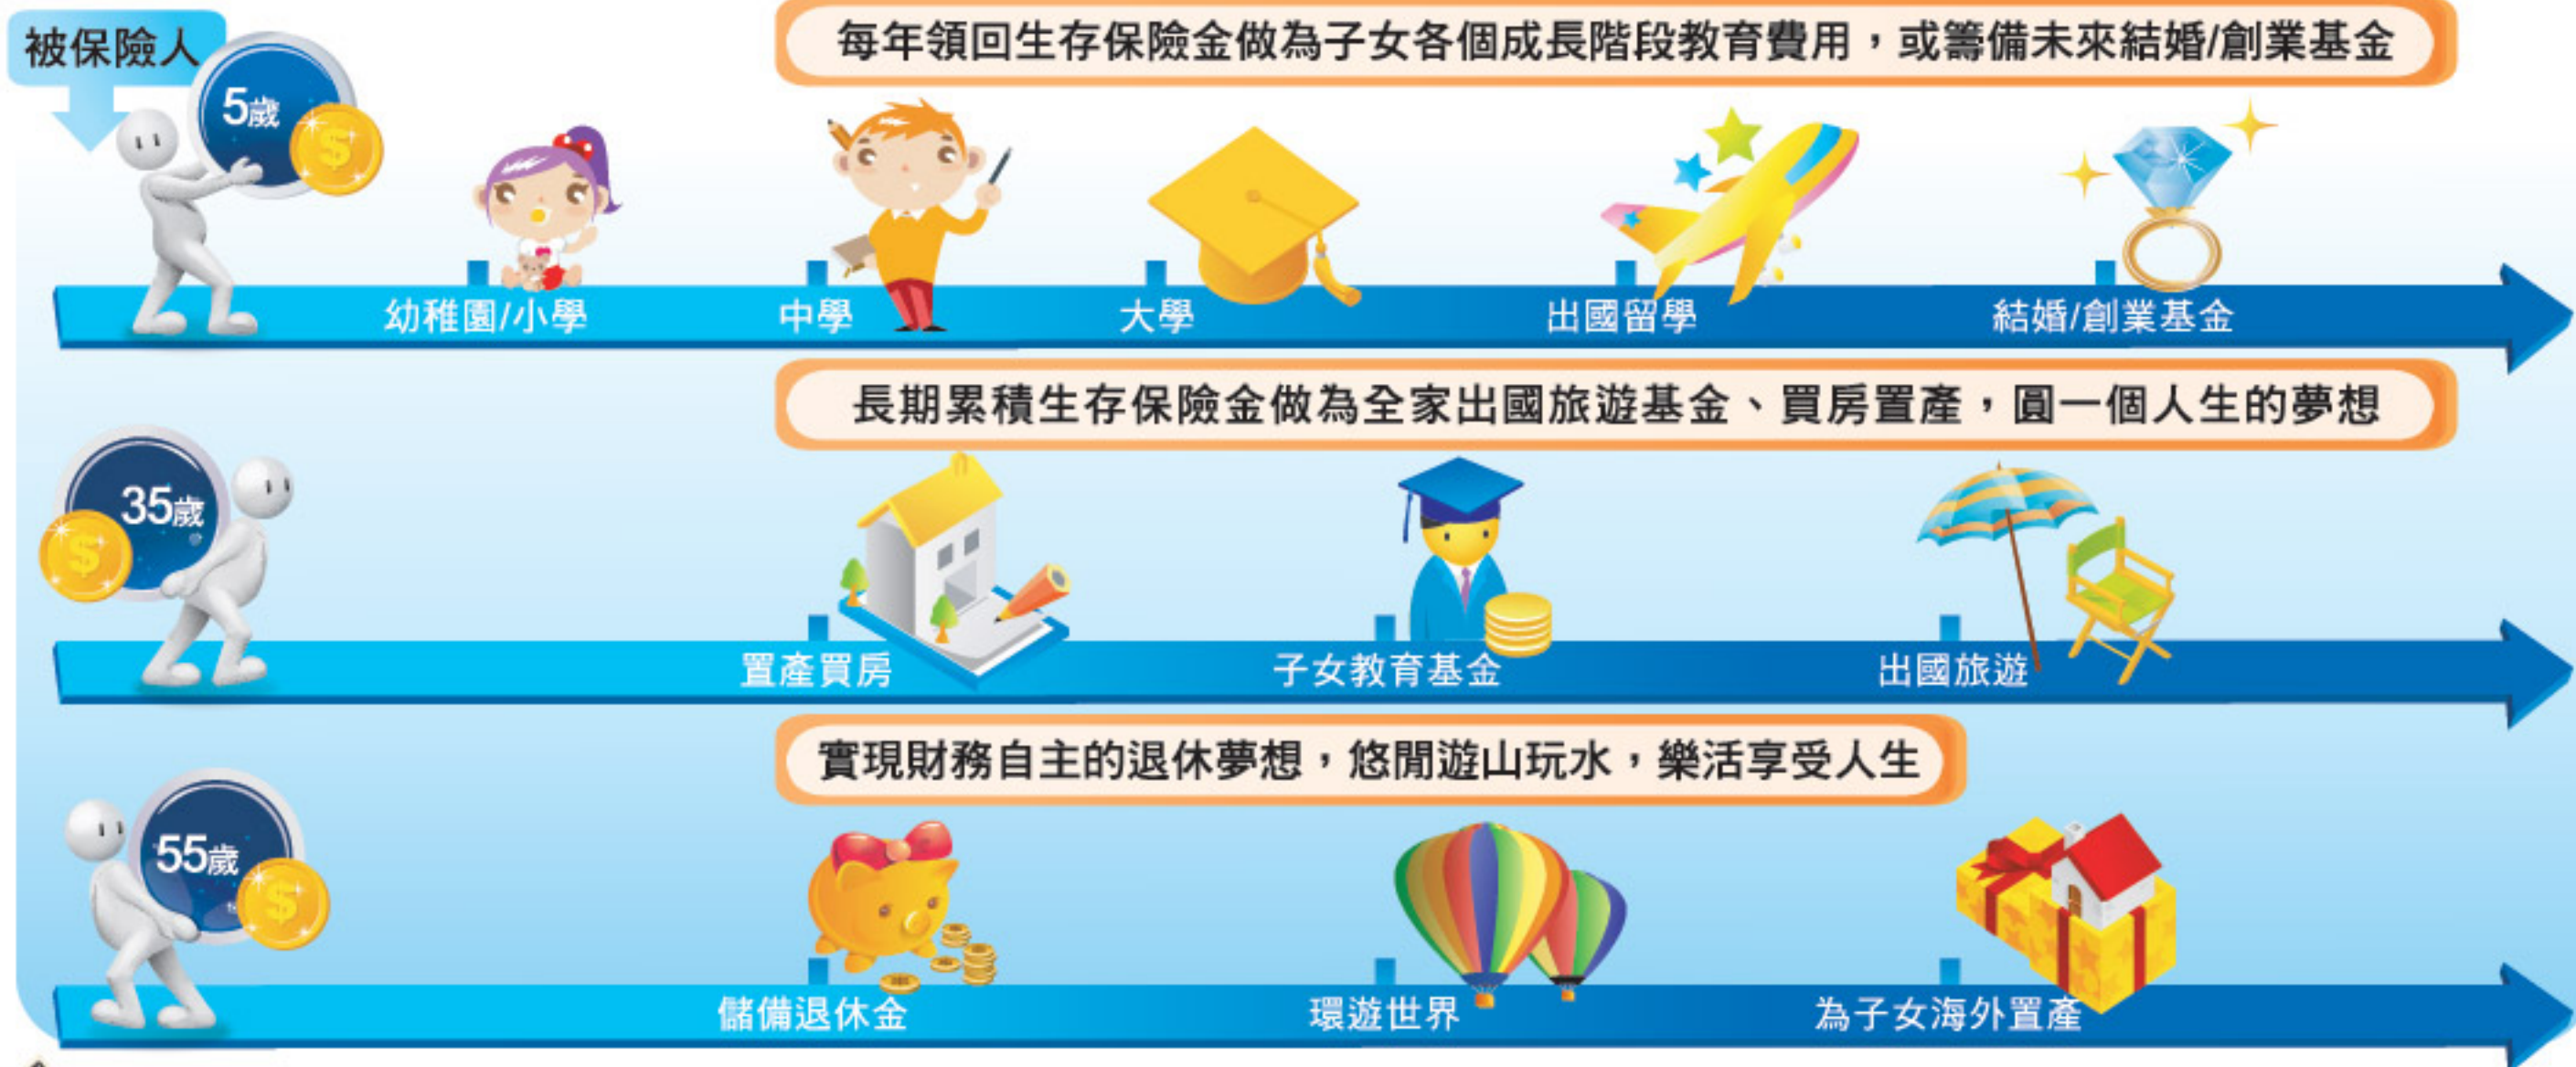 被保險人
每年領回生存保險金做為子女各個成長階段教育費用，或籌備未來結婚/創業基金
5歲
幼稚園/小學
中學
大學
出國留學
結婚/創業基金
長期累積生存保險金做為全家出國旅遊基金、買房置產，圓一個人生的夢想
35歲
置產買房
子女教育基金
出國旅遊
實現財務自主的退休夢想，悠閒遊山玩水，樂活享受人生
55歲
儲備退休金
環遊世界
為子女海外置產